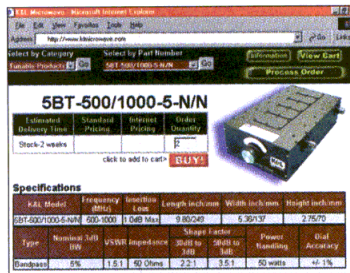 K&L Microwave - Microsoft Internet Explorer
File Edit View Favorites Tools Help
Address http://www.klmicrowave.com Go Links
Select by Category Select by Part Number Information View Cart
Tunable Products Go 5BT-500/1000-5-N/N Go
Process Order
5BT-500/1000-5-N/N
Estimated Delivery Time Standard Pricing Internet Pricing Order Quantity
Stock-2 weeks 2
click to add to cart> BUY!
Specifications
K&L Model Frequency (MHz) Insertion Loss Length inch/mm Width inch/mm Height inch/mm
5BT-500/1000-5-N/N 500-1000 1.0dB Max 9.80/249 5.38/137 2.75/70
Type Nominal 3dB BW VSWR Impedance Shape Factor Power Handling Dial Accuracy
30dB to 3dB 50dB to 3dB
Bandpass 5% 1.5:1 50 Ohms 2.2:1 3.5:1 50 watts +/- 1%